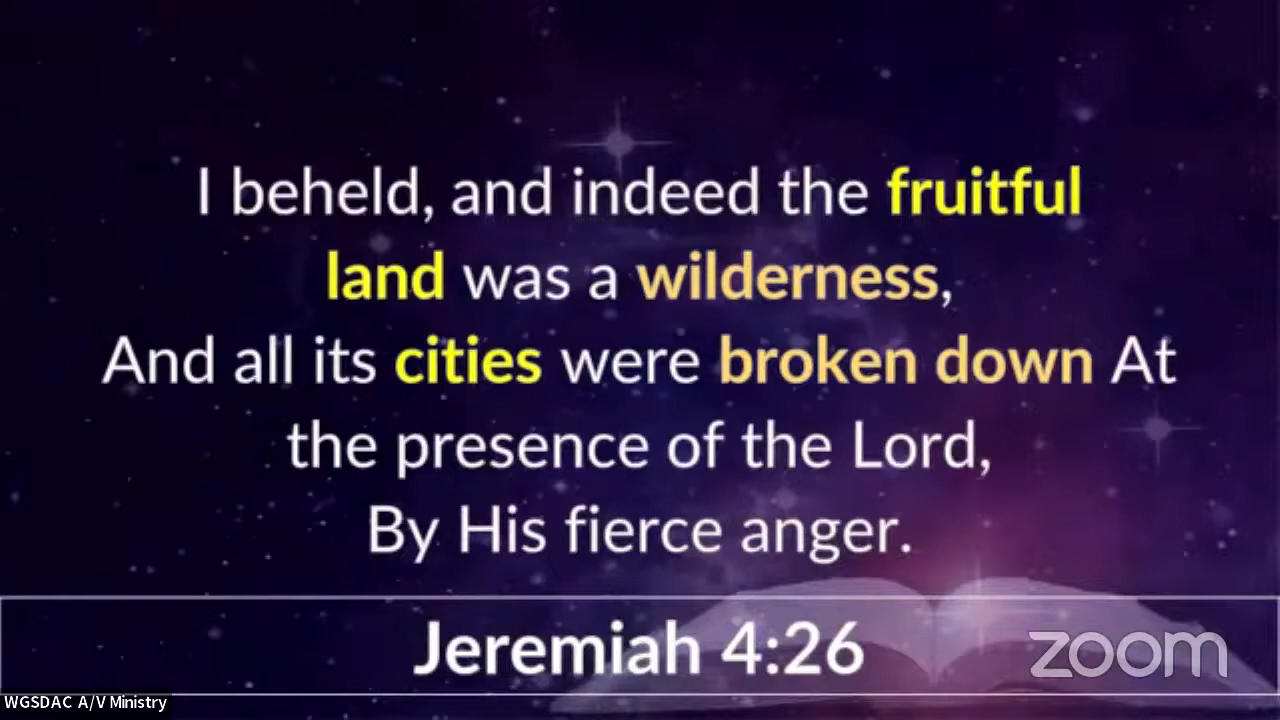 I beheld, and indeed the fruitful
land was a wilderness,
And all its cities were broken down At
the presence of the Lord,
By His fierce anger.
Jeremiah 4:26
zoom
WGSDAC A/V Ministry